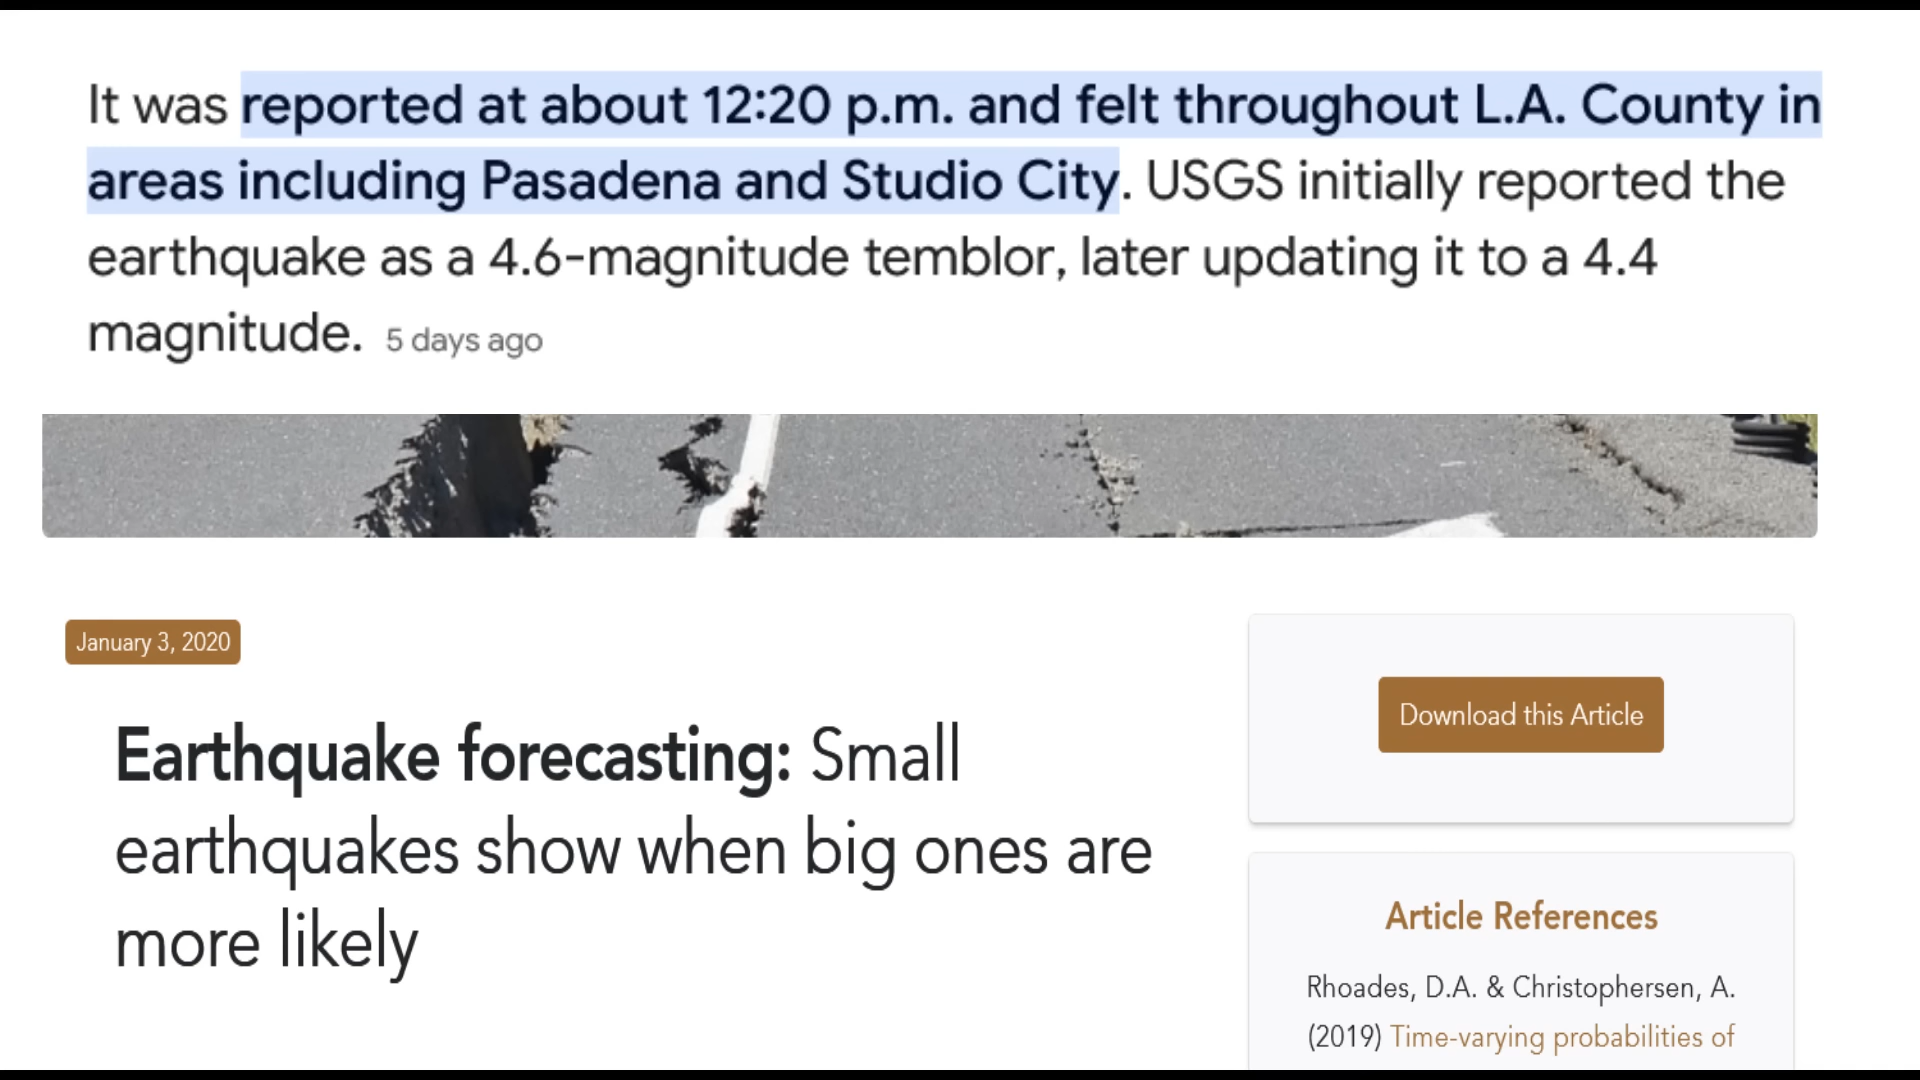 It was reported at about 12:20 p.m. and felt throughout L.A. County in
areas including Pasadena and Studio City. USGS initially reported the
earthquake as a 4.6-magnitude temblor, later updating it to a 4.4
magnitude. 5 days ago
January 3, 2020
Earthquake forecasting: Small
earthquakes show when big ones are
more likely
Download this Article
Article References
Rhoades, D.A. & Christophersen, A.
(2019) Time-varying probabilities of